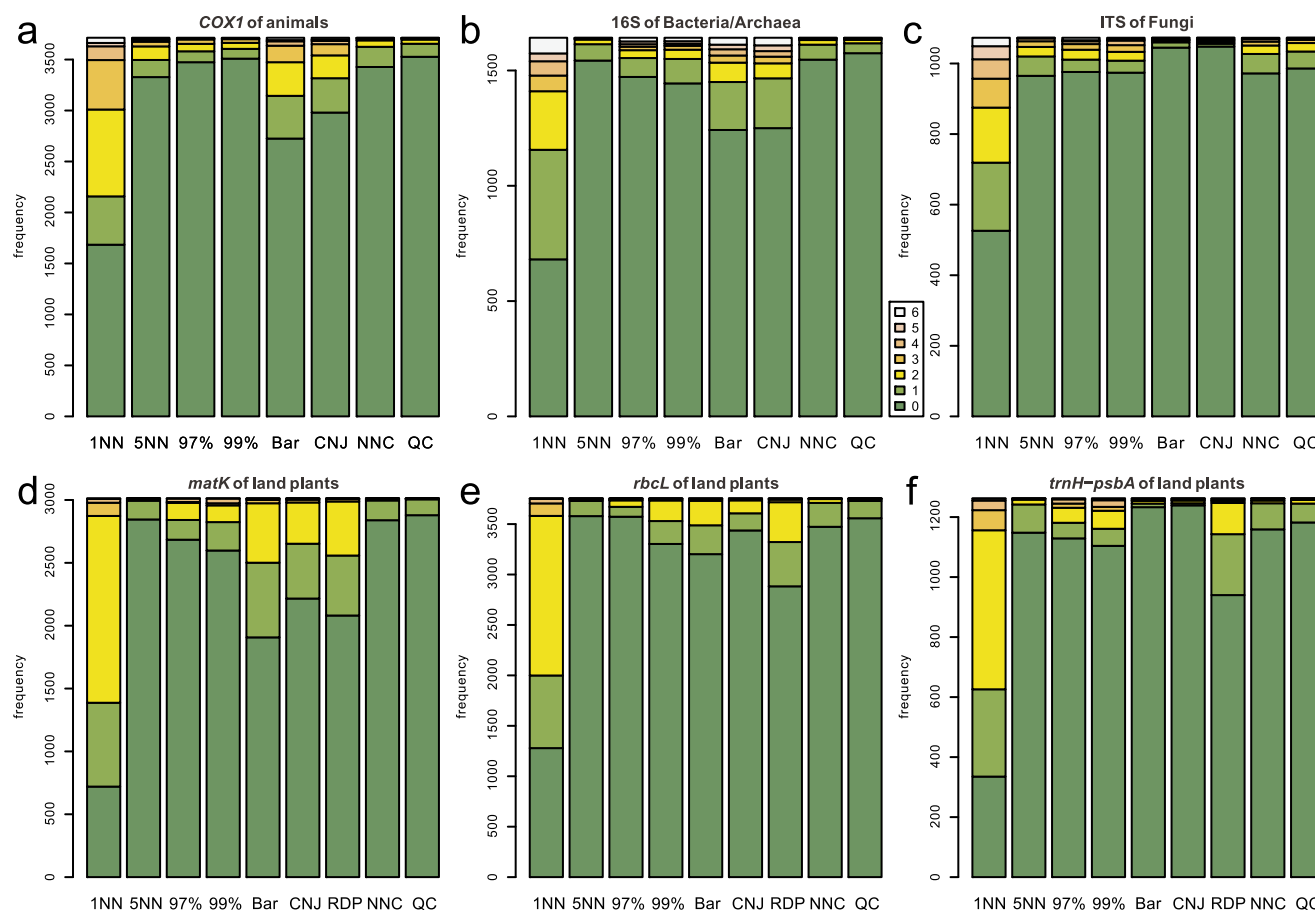 a
COX1 of animals
frequency
0
500
1000
1500
2000
2500
3000
3500
1NN 5NN 97% 99% Bar CNJ NNC QC
b
16S of Bacteria/Archaea
frequency
0
500
1000
1500
1NN 5NN 97% 99% Bar CNJ NNC QC
6
5
4
3
2
1
0
c
ITS of Fungi
frequency
0
200
400
600
800
1000
1NN 5NN 97% 99% Bar CNJ NNC QC
d
matK of land plants
frequency
0
500
1000
1500
2000
2500
3000
1NN 5NN 97% 99% Bar CNJ RDP NNC QC
e
rbcL of land plants
frequency
0
500
1000
1500
2000
2500
3000
3500
1NN 5NN 97% 99% Bar CNJ RDP NNC QC
f
trnH−psbA of land plants
frequency
0
200
400
600
800
1000
1200
1NN 5NN 97% 99% Bar CNJ RDP NNC QC